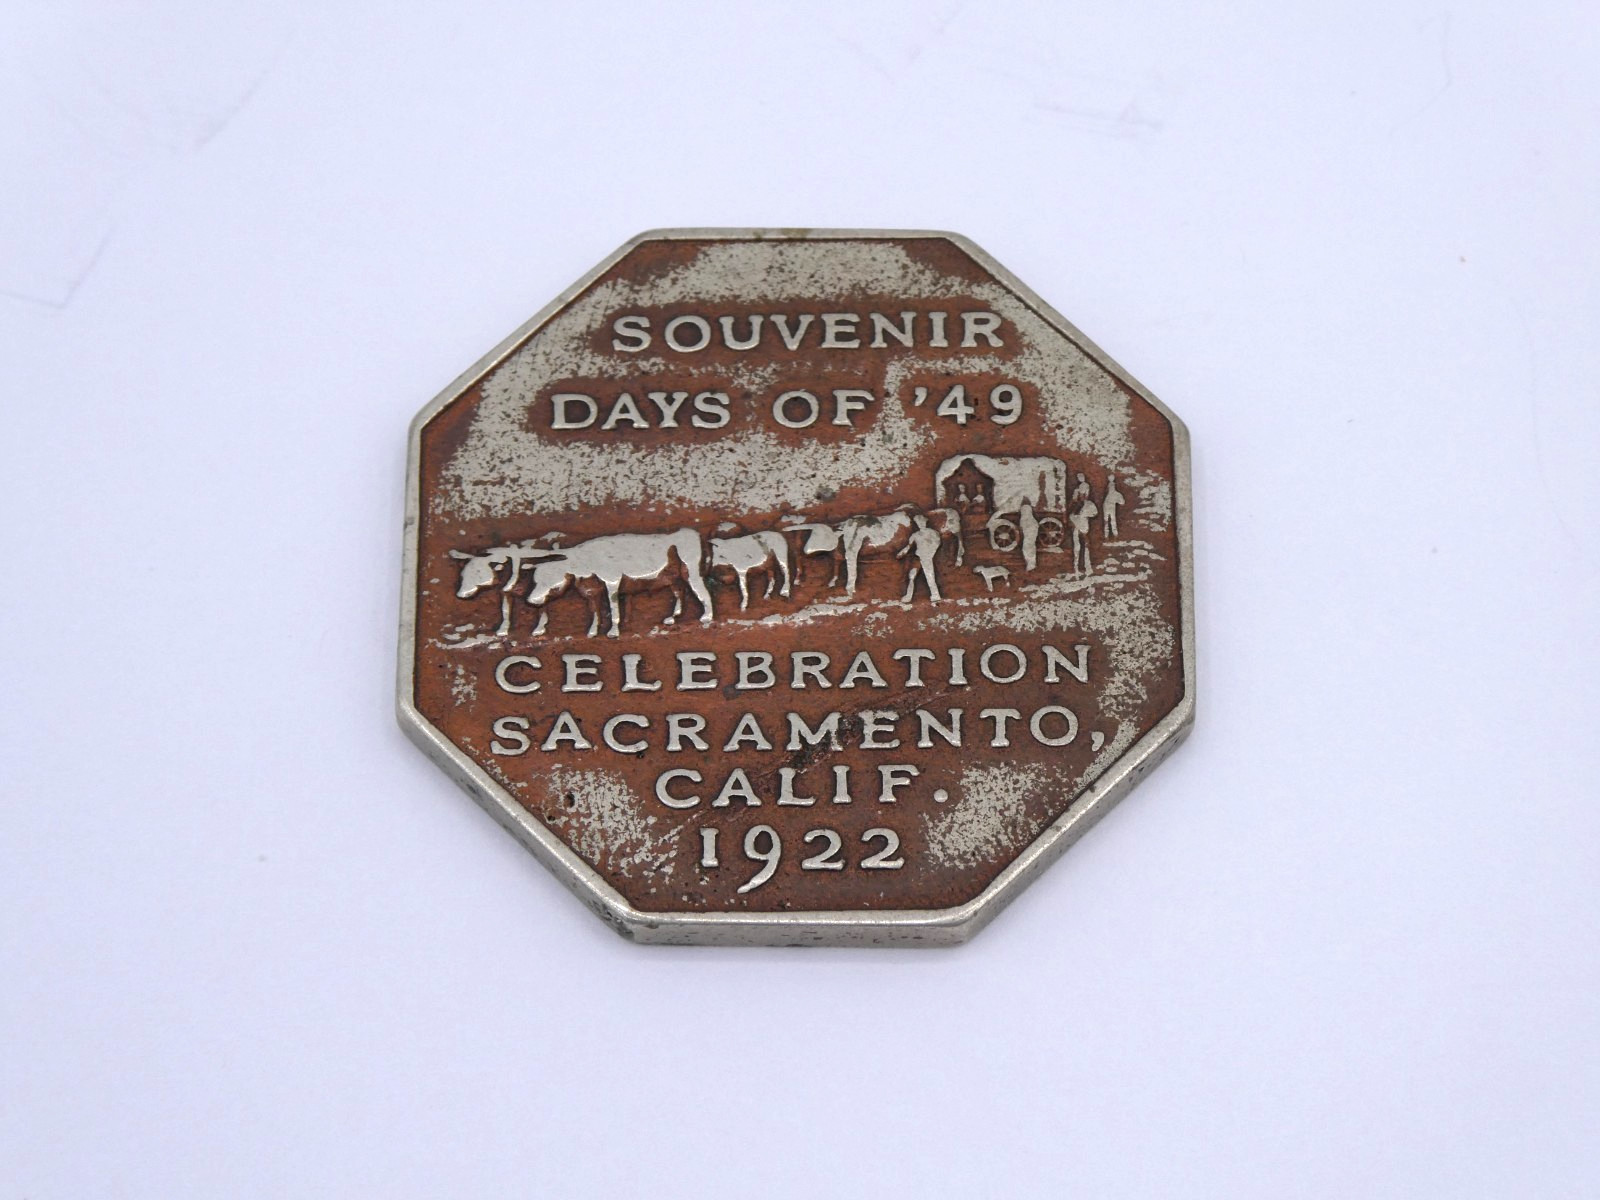 SOUVENIR
DAYS OF '49
CELEBRATION
SACRAMENTO,
CALIF.
1922